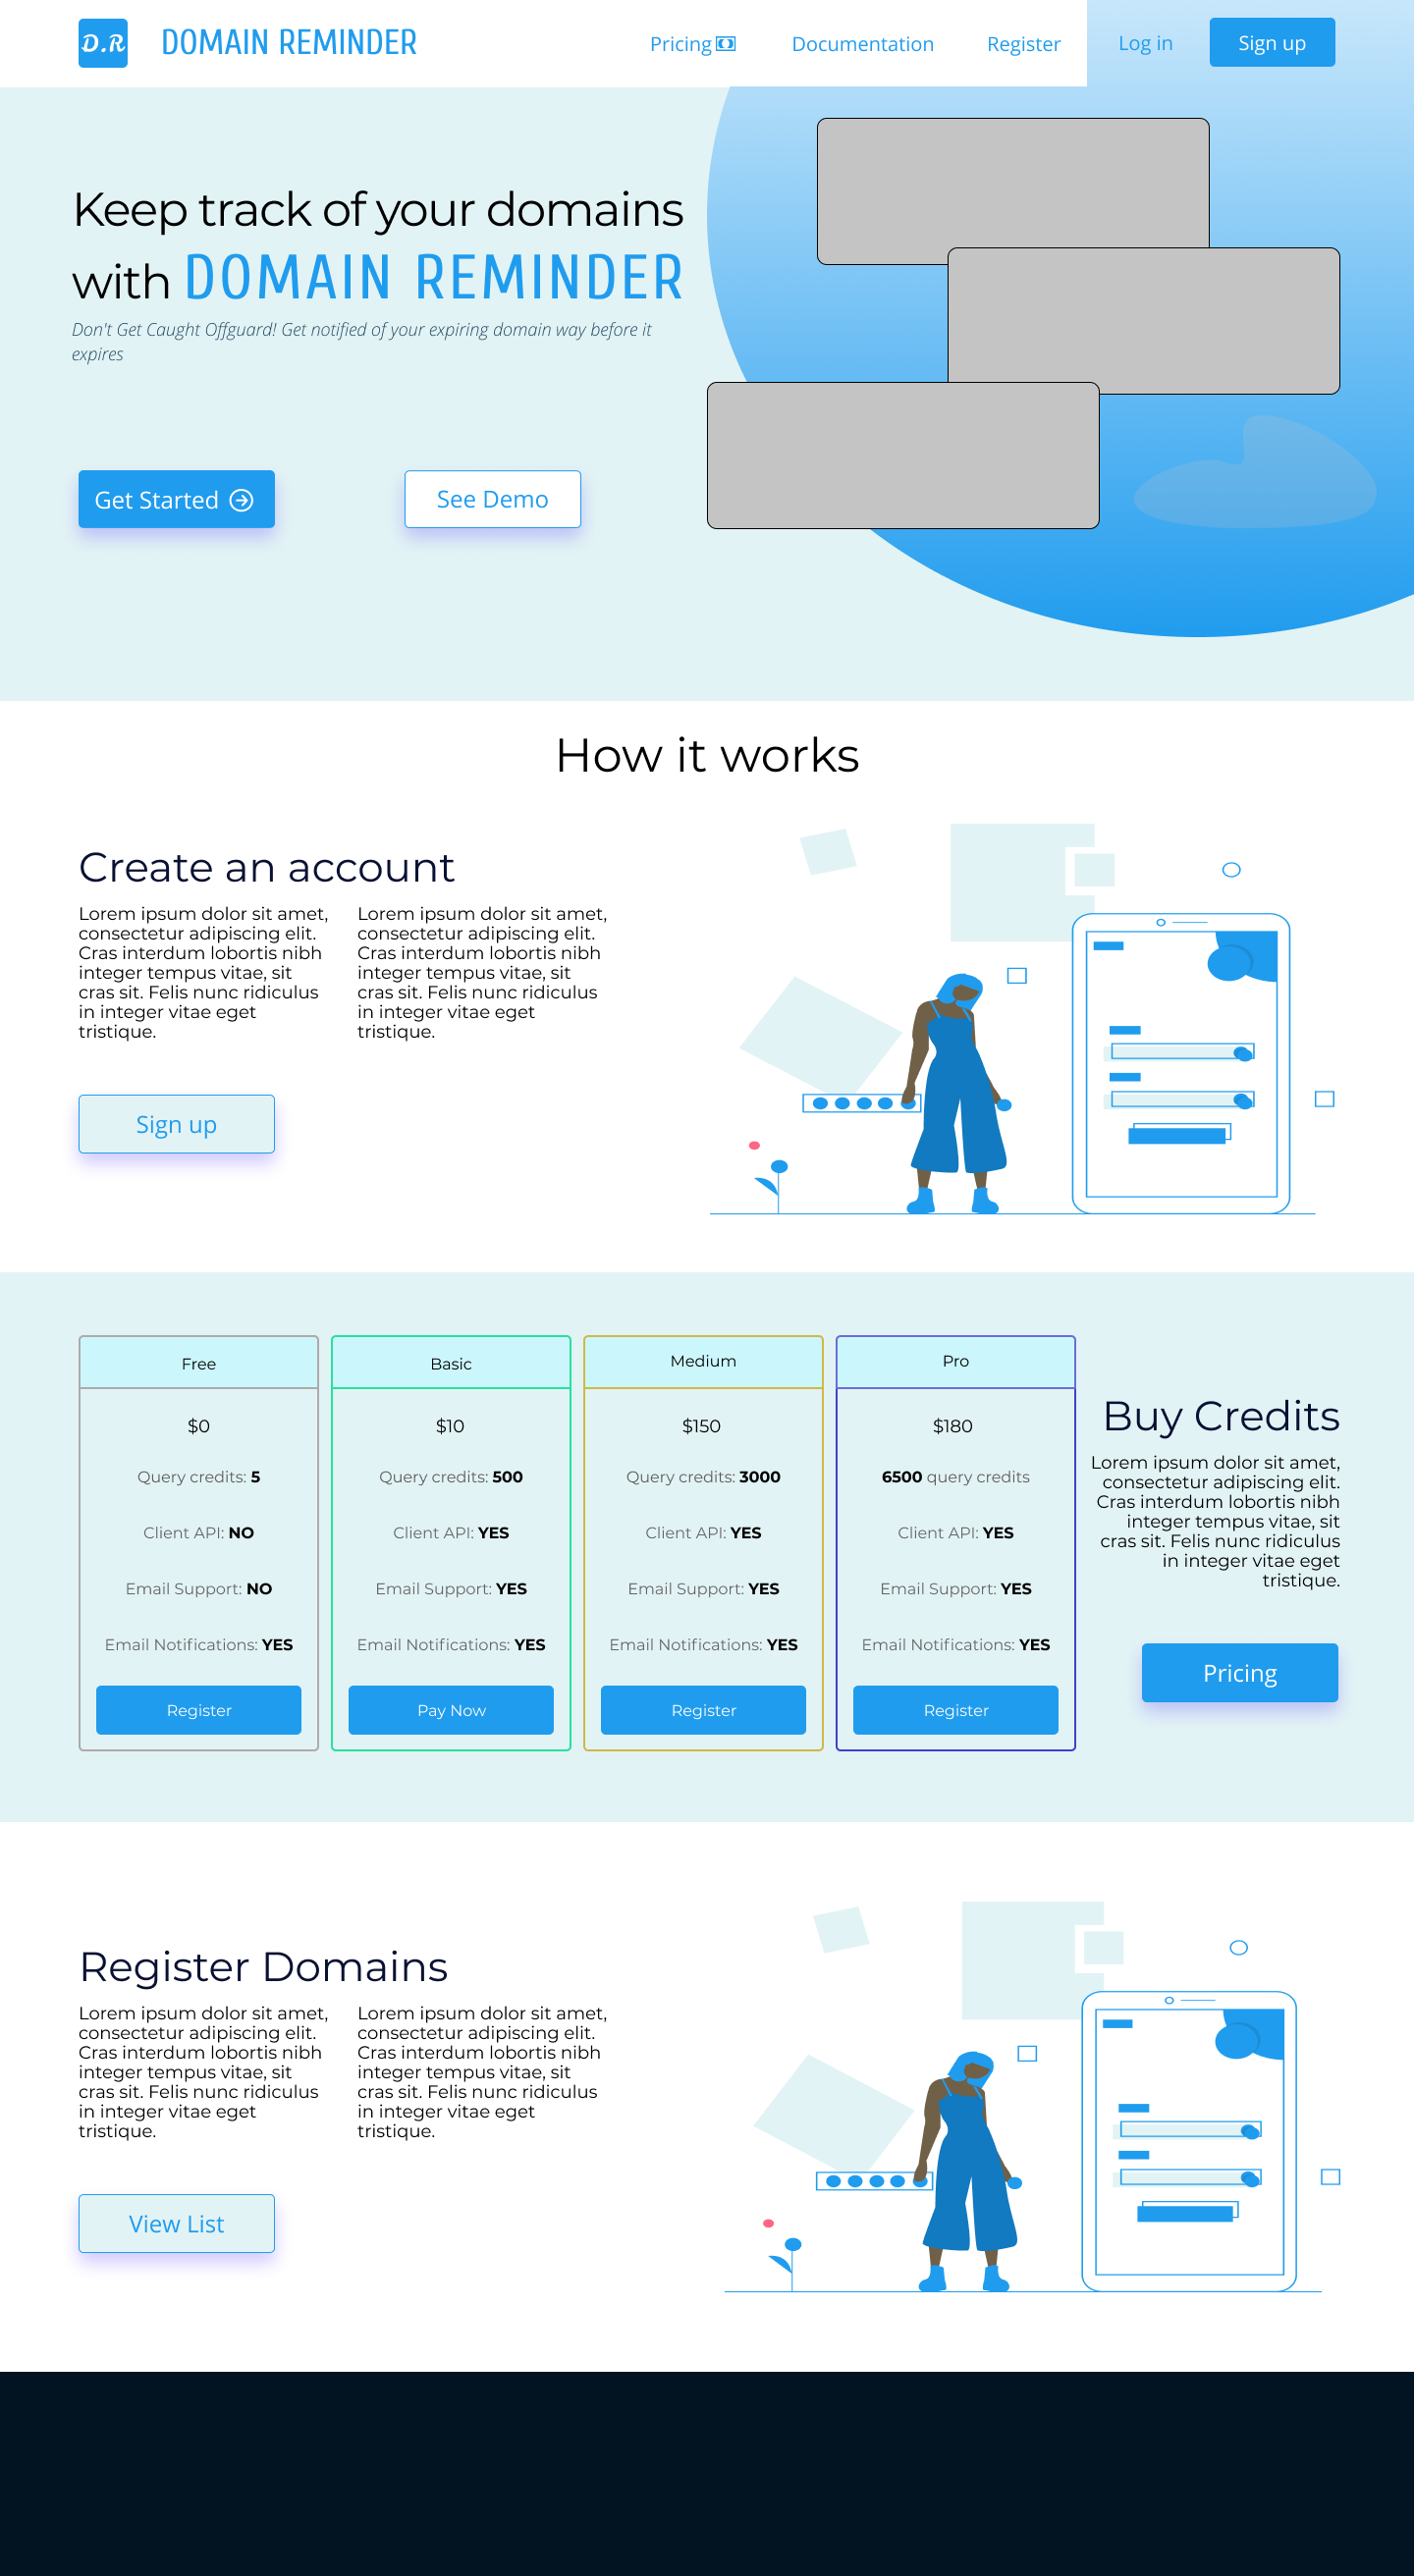 D.R
DOMAIN REMINDER
Pricing
Documentation
Register
Log in
Sign up
Keep track of your domains
with DOMAIN REMINDER
Don't Get Caught Offguard! Get notified of your expiring domain way before it
expires
Get Started
See Demo
How it works
Create an account
Lorem ipsum dolor sit amet,
consectetur adipiscing elit.
Cras interdum lobortis nibh
integer tempus vitae, sit
cras sit. Felis nunc ridiculus
in integer vitae eget
tristique.
Lorem ipsum dolor sit amet,
consectetur adipiscing elit.
Cras interdum lobortis nibh
integer tempus vitae, sit
cras sit. Felis nunc ridiculus
in integer vitae eget
tristique.
Sign up
Free
$0
Query credits: 5
Client API: NO
Email Support: NO
Email Notifications: YES
Register
Basic
$10
Query credits: 500
Client API: YES
Email Support: YES
Email Notifications: YES
Pay Now
Medium
$150
Query credits: 3000
Client API: YES
Email Support: YES
Email Notifications: YES
Register
Pro
$180
6500 query credits
Client API: YES
Email Support: YES
Email Notifications: YES
Register
Buy Credits
Lorem ipsum dolor sit amet,
consectetur adipiscing elit.
Cras interdum lobortis nibh
integer tempus vitae, sit
cras sit. Felis nunc ridiculus
in integer vitae eget
tristique.
Pricing
Register Domains
Lorem ipsum dolor sit amet,
consectetur adipiscing elit.
Cras interdum lobortis nibh
integer tempus vitae, sit
cras sit. Felis nunc ridiculus
in integer vitae eget
tristique.
Lorem ipsum dolor sit amet,
consectetur adipiscing elit.
Cras interdum lobortis nibh
integer tempus vitae, sit
cras sit. Felis nunc ridiculus
in integer vitae eget
tristique.
View List